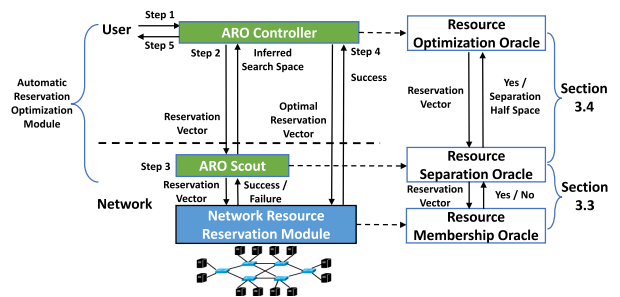 Step 1
User
Step 5
ARO Controller
Step 2
Inferred
Search Space
Step 4
Success
Automatic
Reservation
Optimization
Module
Reservation
Vector
Optimal
Reservation
Vector
Step 3
ARO Scout
Reservation
Vector
Success /
Failure
Network
Network Resource
Reservation Module
Resource
Optimization Oracle
Reservation
Vector
Yes /
Separation
Half Space
Section
3.4
Resource
Separation Oracle
Reservation
Vector
Yes / No
Section
3.3
Resource
Membership Oracle